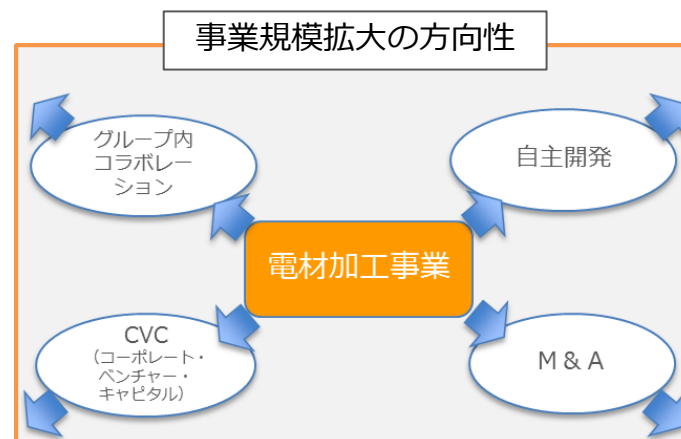 事業規模拡大の方向性
グループ内
コラボレー
ション
自主開発
電材加工事業
CVC
（コーポレート・
ベンチャー・
キャピタル）
Ｍ＆Ａ